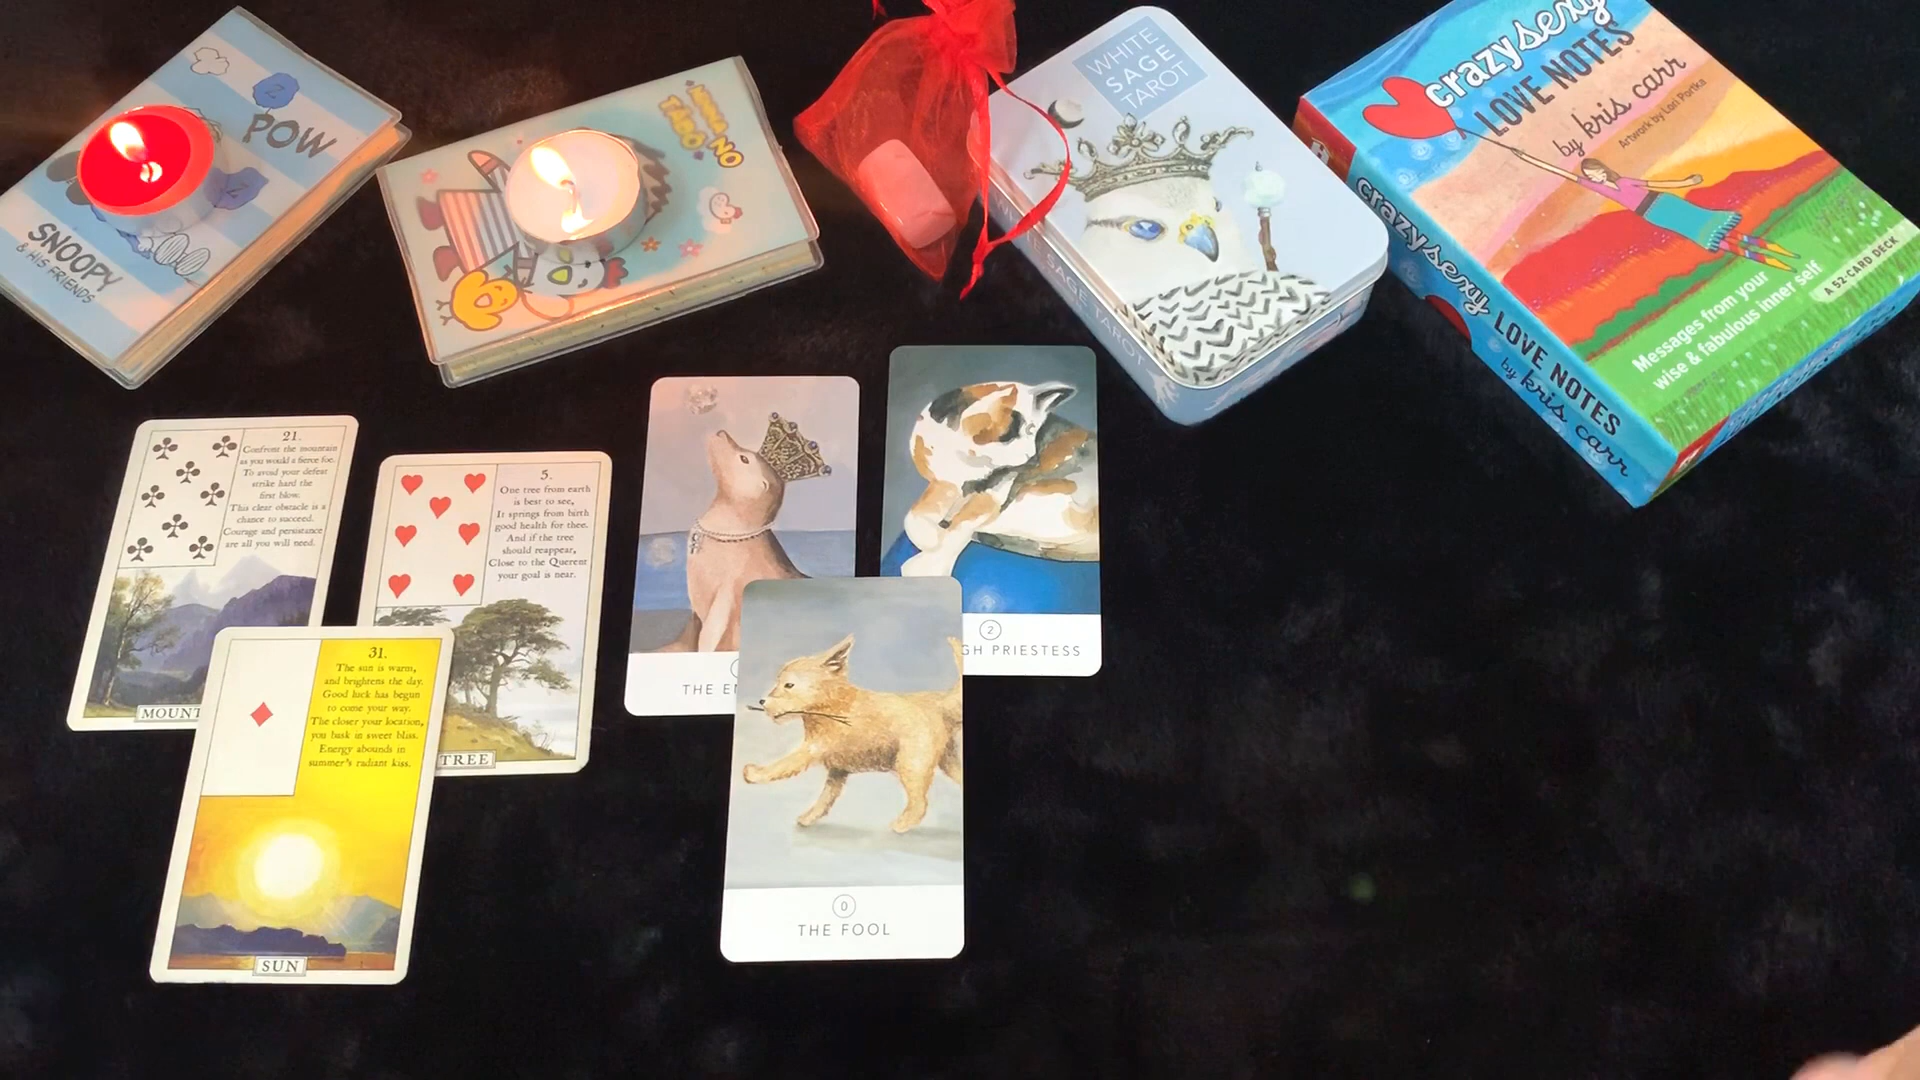 Z
POW
Z
SNOOPY
& HIS FRIENDS
NIWA NO
TABO
WHITE
SAGE
TAROT
SAGE TAROT
crazy sexy
LOVE NOTES
by kris carr
Artwork by Lori Portka
Messages from your
wise & fabulous inner self
A 52-CARD DECK
crazy sexy LOVE NOTES
by kris carr
21.
Confront the mountain
as you would a fierce foe.
To avoid your defeat
strike hard the
first blow.
This clear obstacle is a
chance to succeed.
Courage and persistance
are all you will need.
MOUNT
5.
One tree from earth
is best to see,
It springs from birth
good health for thee.
And if the tree
should reappear,
Close to the Querent
your goal is near.
TREE
31.
The sun is warm,
and brightens the day.
Good luck has begun
to come your way.
The closer your location,
you bask in sweet bliss.
Energy abounds in
summer's radiant kiss.
SUN
THE E
2
GH PRIESTESS
0
THE FOOL